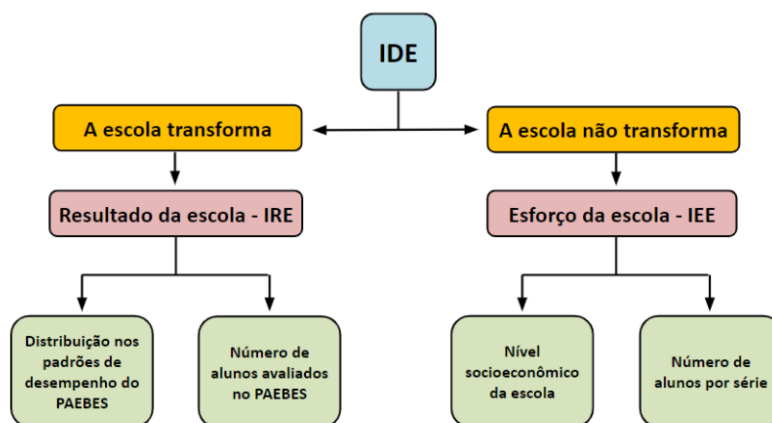 IDE
A escola transforma
A escola não transforma
Resultado da escola - IRE
Esforço da escola - IEE
Distribuição nos
padrões de
desempenho do
PAEBES
Número de
alunos avaliados
no PAEBES
Nível
socioeconômico
da escola
Número de
alunos por série